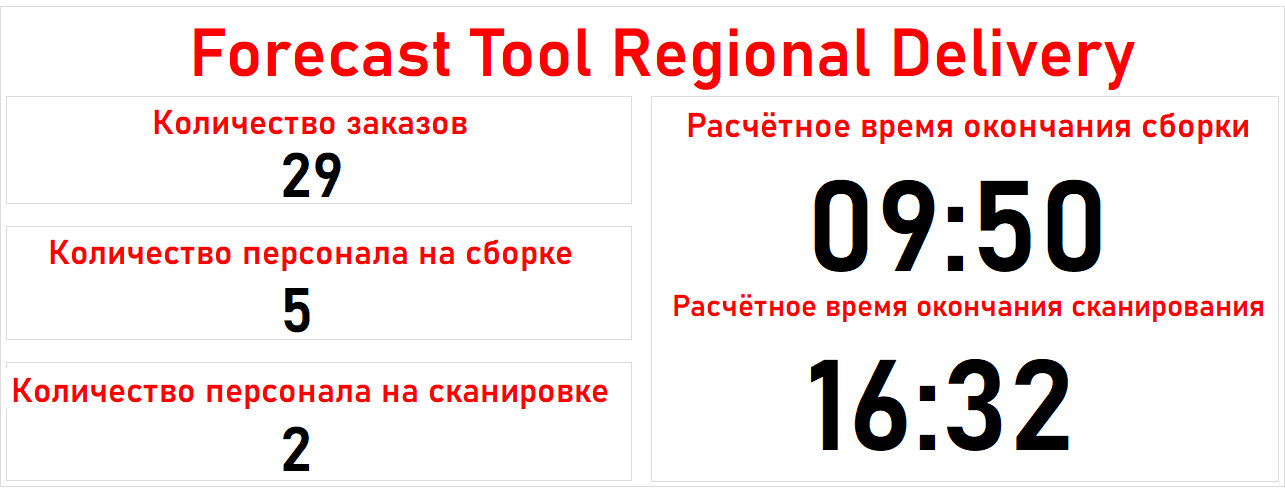 Forecast Tool Regional Delivery
Количество заказов
29
Количество персонала на сборке
5
Количество персонала на сканировке
2
Расчётное время окончания сборки
09:50
Расчётное время окончания сканирования
16:32